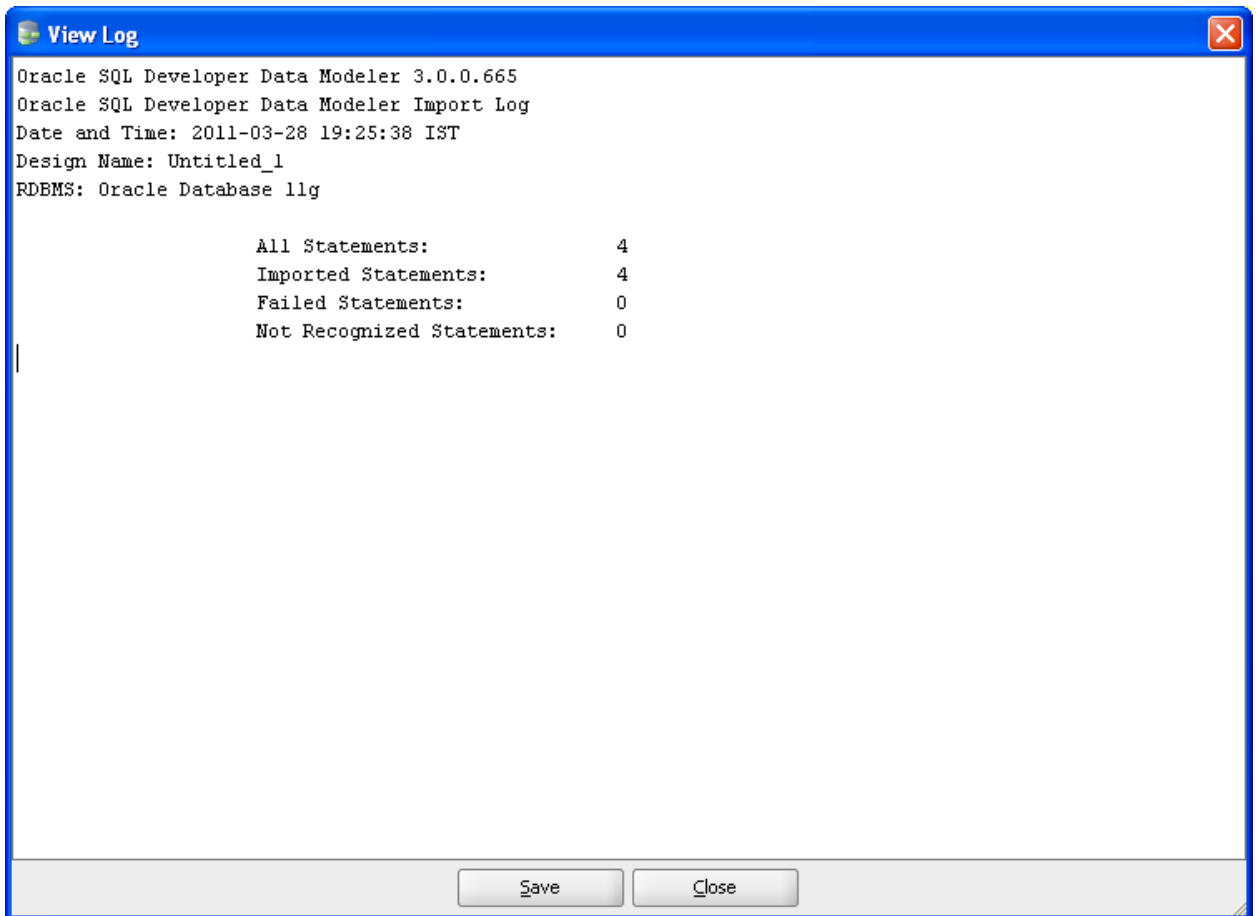 View Log
Oracle SQL Developer Data Modeler 3.0.0.665
Oracle SQL Developer Data Modeler Import Log
Date and Time: 2011-03-28 19:25:38 IST
Design Name: Untitled_1
RDBMS: Oracle Database 11g
All Statements: 4
Imported Statements: 4
Failed Statements: 0
Not Recognized Statements: 0
Save Close